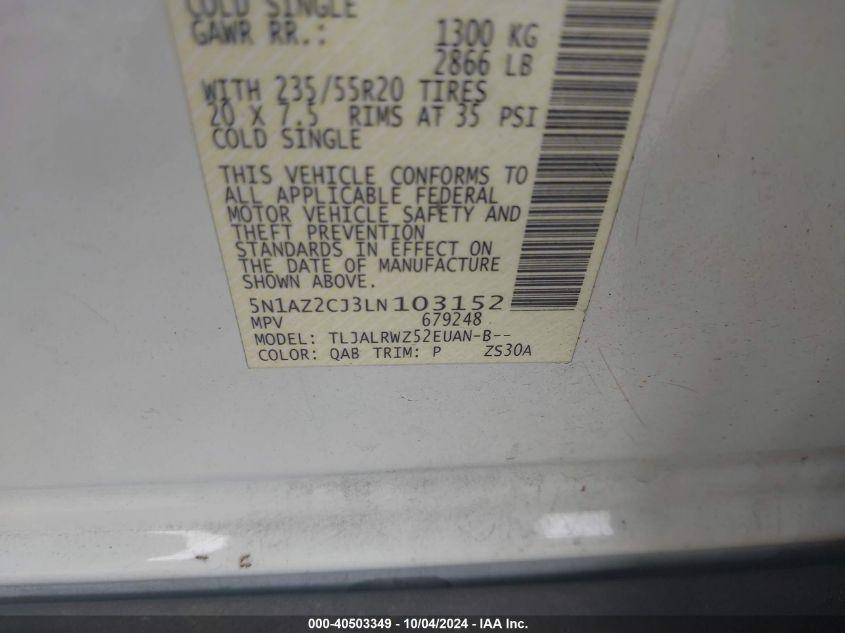 COLD SINGLE
GAWR RR.: 1300 KG
2866 LB
WITH 235/55R20 TIRES
20 X 7.5 RIMS AT 35 PSI
COLD SINGLE
THIS VEHICLE CONFORMS TO
ALL APPLICABLE FEDERAL
MOTOR VEHICLE SAFETY AND
THEFT PREVENTION
STANDARDS IN EFFECT ON
THE DATE OF MANUFACTURE
SHOWN ABOVE.
5N1AZ2CJ3LN103152
MPV 679248
MODEL: TLJALRWZ52EUAN-B--
COLOR: QAB TRIM: P ZS30A
000-40503349 - 10/04/2024 - IAA Inc.